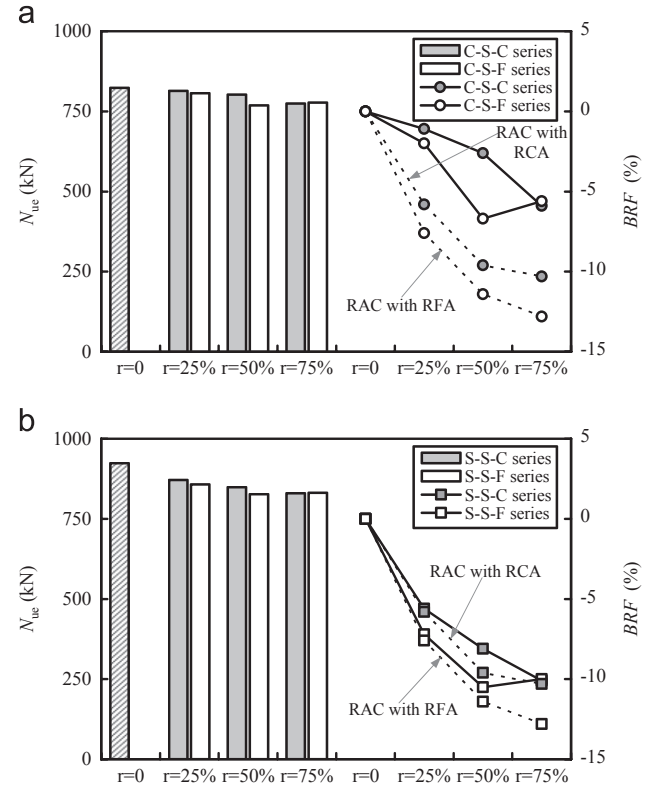 a
1000
750
500
250
0
N_ue (kN)
5
0
-5
-10
-15
BRF (%)
C-S-C series
C-S-F series
C-S-C series
C-S-F series
RAC with
RCA
RAC with RFA
r=0 r=25% r=50% r=75% r=0 r=25% r=50% r=75%
b
1000
750
500
250
0
N_ue (kN)
5
0
-5
-10
-15
BRF (%)
S-S-C series
S-S-F series
S-S-C series
S-S-F series
RAC with RCA
RAC with RFA
r=0 r=25% r=50% r=75% r=0 r=25% r=50% r=75%